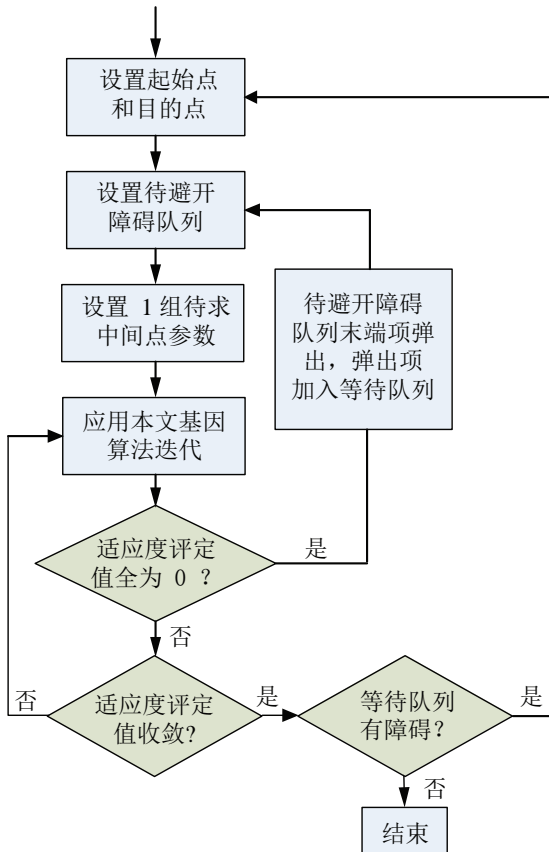 设置起始点
和目的点
设置待避开
障碍队列
设置 1组待求
中间点参数
待避开障碍
队列末端项弹
出，弹出项
加入等待队列
应用本文基因
算法迭代
适应度评定
值全为 0 ？
是
否
适应度评定
值收敛?
否
是
等待队列
有障碍?
是
否
结束